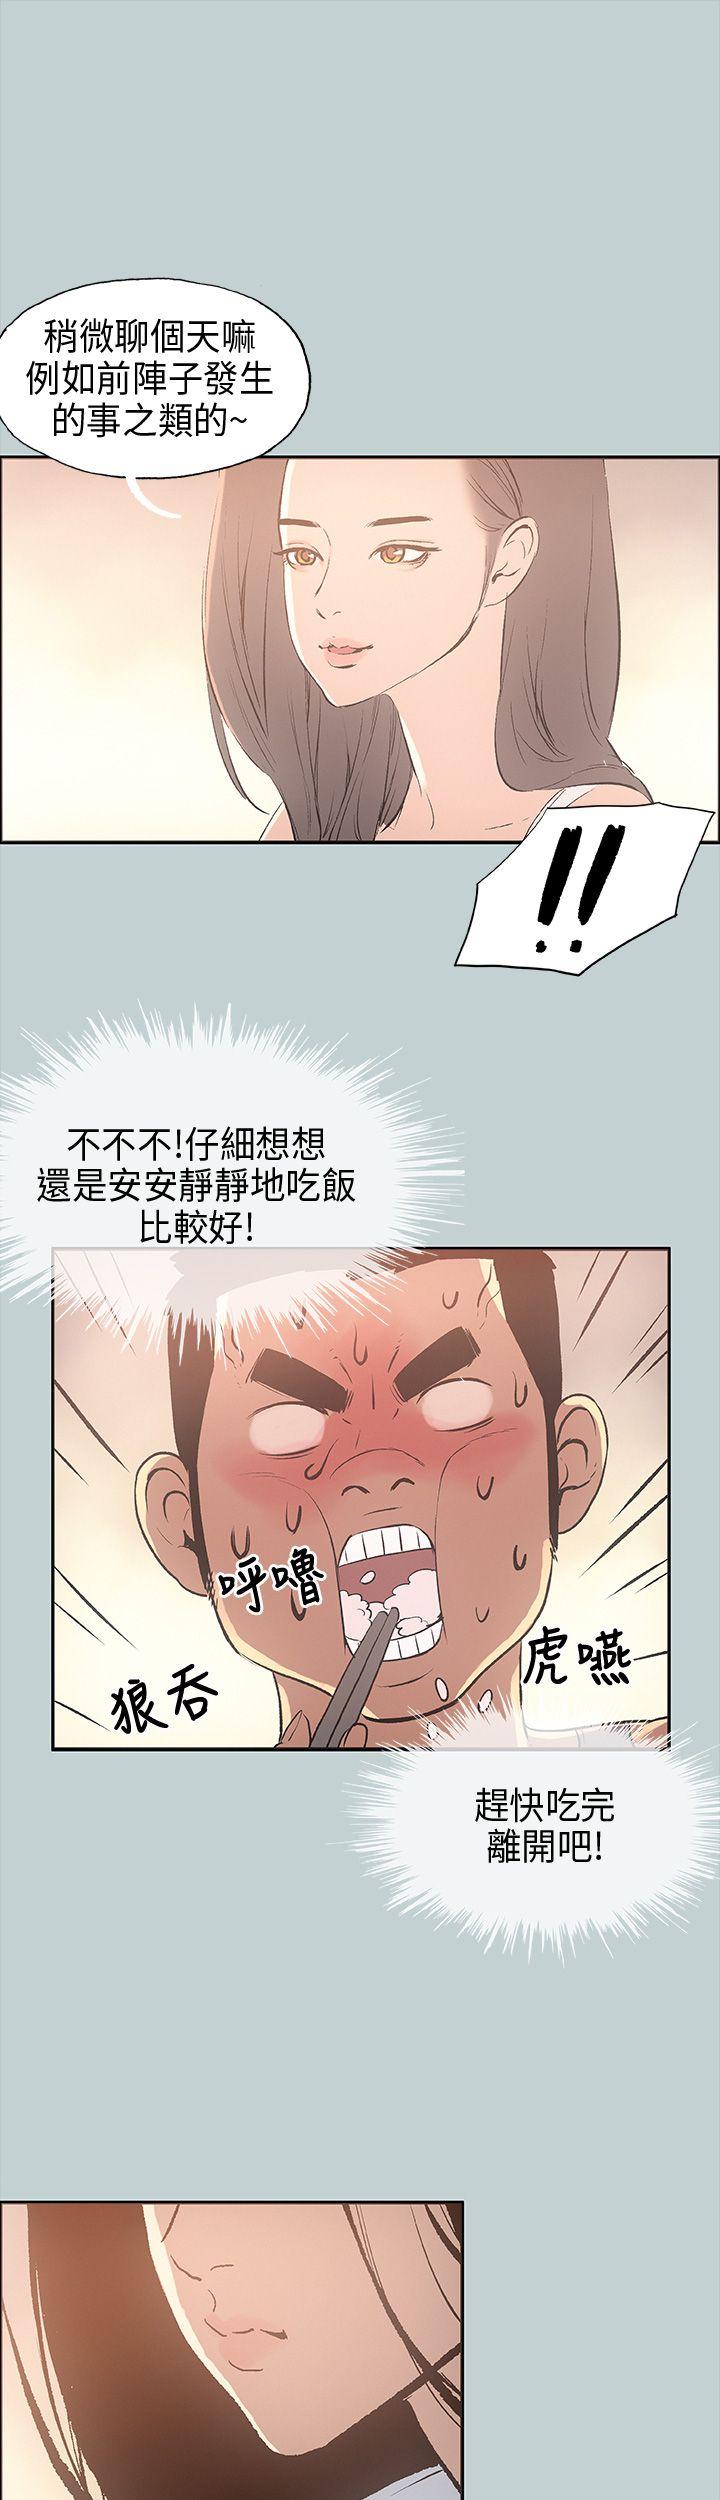 稍微聊個天嘛
例如前陣子發生
的事之類的~
!!
不不不!仔細想想
還是安安靜靜地吃飯
比較好!
呼嚕
狼吞
虎嚥
趕快吃完
離開吧!